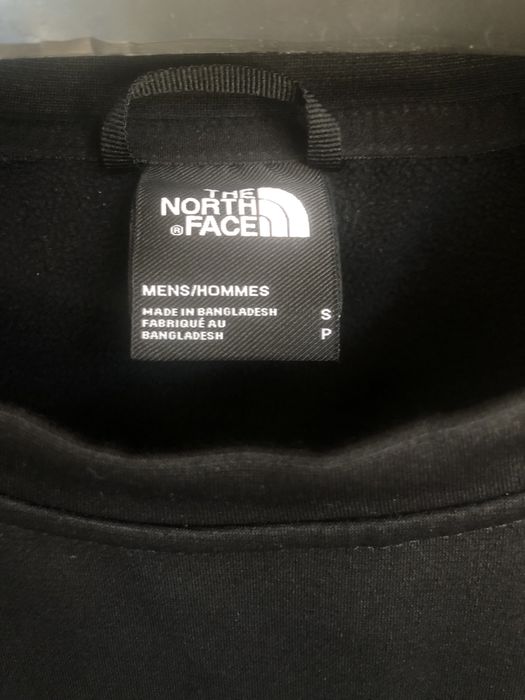 THE
NORTH
® FACE
MENS/HOMMES
MADE IN BANGLADESH S
FABRIQUÉ AU
BANGLADESH P